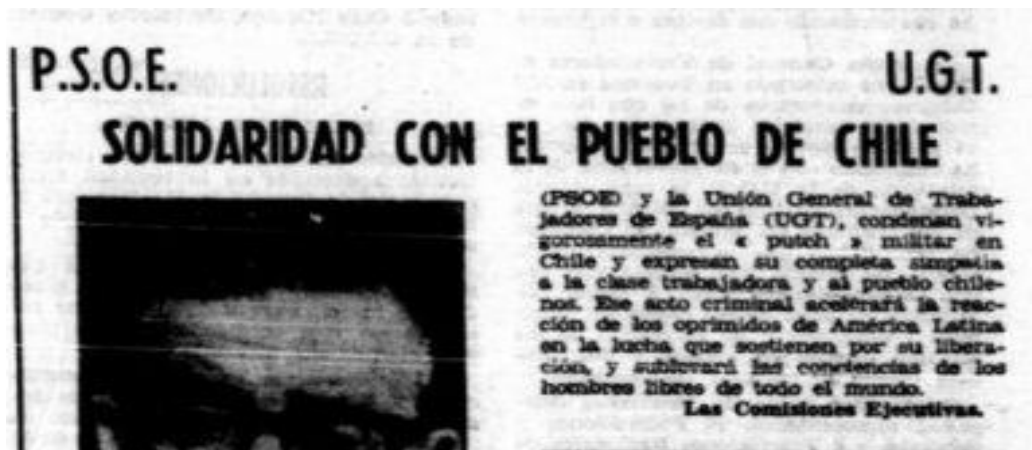 P.S.O.E.
U.G.T.
SOLIDARIDAD CON EL PUEBLO DE CHILE
(PSOE) y la Unión General de Traba-
jadores de España (UGT), condenan vi-
gorosamente el « putch » militar en
Chile y expresan su completa simpatía
a la clase trabajadora y al pueblo chile-
no. Ese acto criminal acelerará la reac-
ción de los oprimidos de América Latina
en la lucha que sostienen por su libera-
ción, y sublevará las conciencias de los
hombres libres de todo el mundo.
Las Comisiones Ejecutivas.